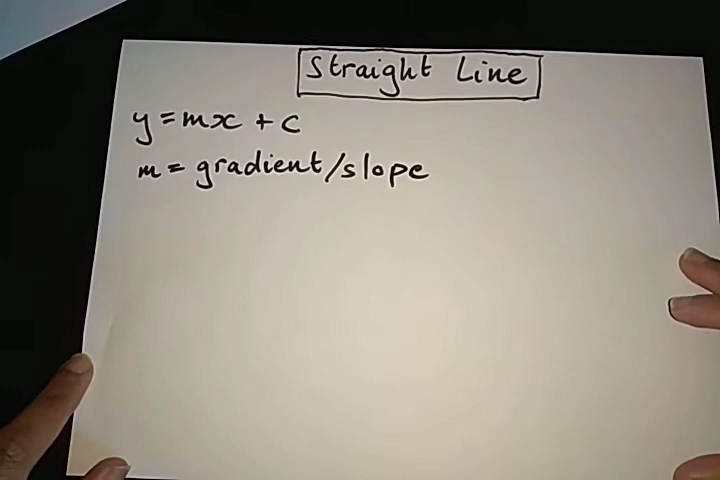 Straight Line
y = mx + c
m = gradient/slope